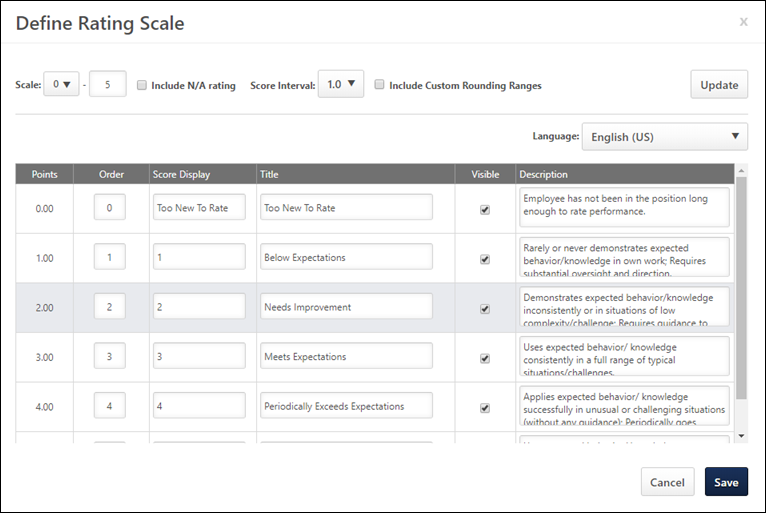 Define Rating Scale x
Scale: 0 - 5 Include N/A rating Score Interval: 1.0 Include Custom Rounding Ranges Update
Language: English (US)
Points Order Score Display Title Visible Description
0.00 0 Too New To Rate Too New To Rate
Employee has not been in the position long
enough to rate performance.
1.00 1 1 Below Expectations
Rarely or never demonstrates expected
behavior/knowledge in own work; Requires
substantial oversight and direction.
2.00 2 2 Needs Improvement
Demonstrates expected behavior/knowledge
inconsistently or in situations of low
complexity/challenge; Requires guidance to
3.00 3 3 Meets Expectations
Uses expected behavior/ knowledge
consistently in a full range of typical
situations/challenges.
4.00 4 4 Periodically Exceeds Expectations
Applies expected behavior/ knowledge
successfully in unusual or challenging situations
(without any guidance); Periodically goes
Cancel Save